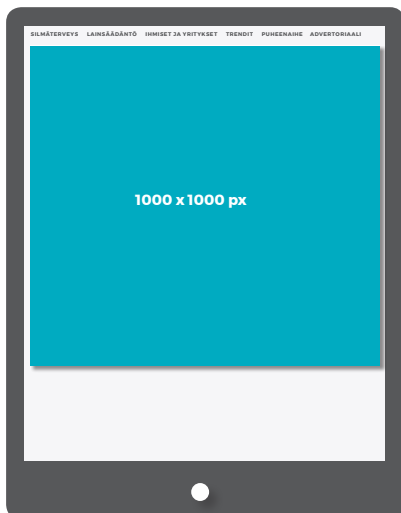 SILMÄTERVEYS LAINSÄÄDÄNTÖ IHMISET JA YRITYKSET TRENDIT PUHEENAIHE ADVERTORIAALI
1000 x 1000 px